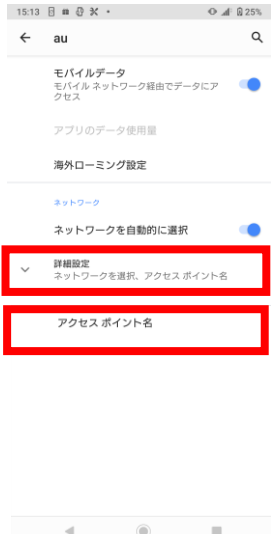 15:13
25%
au
モバイルデータ
モバイル ネットワーク経由でデータにア
クセス
アプリのデータ使用量
海外ローミング設定
ネットワーク
ネットワークを自動的に選択
詳細設定
ネットワークを選択、アクセス ポイント名
アクセス ポイント名